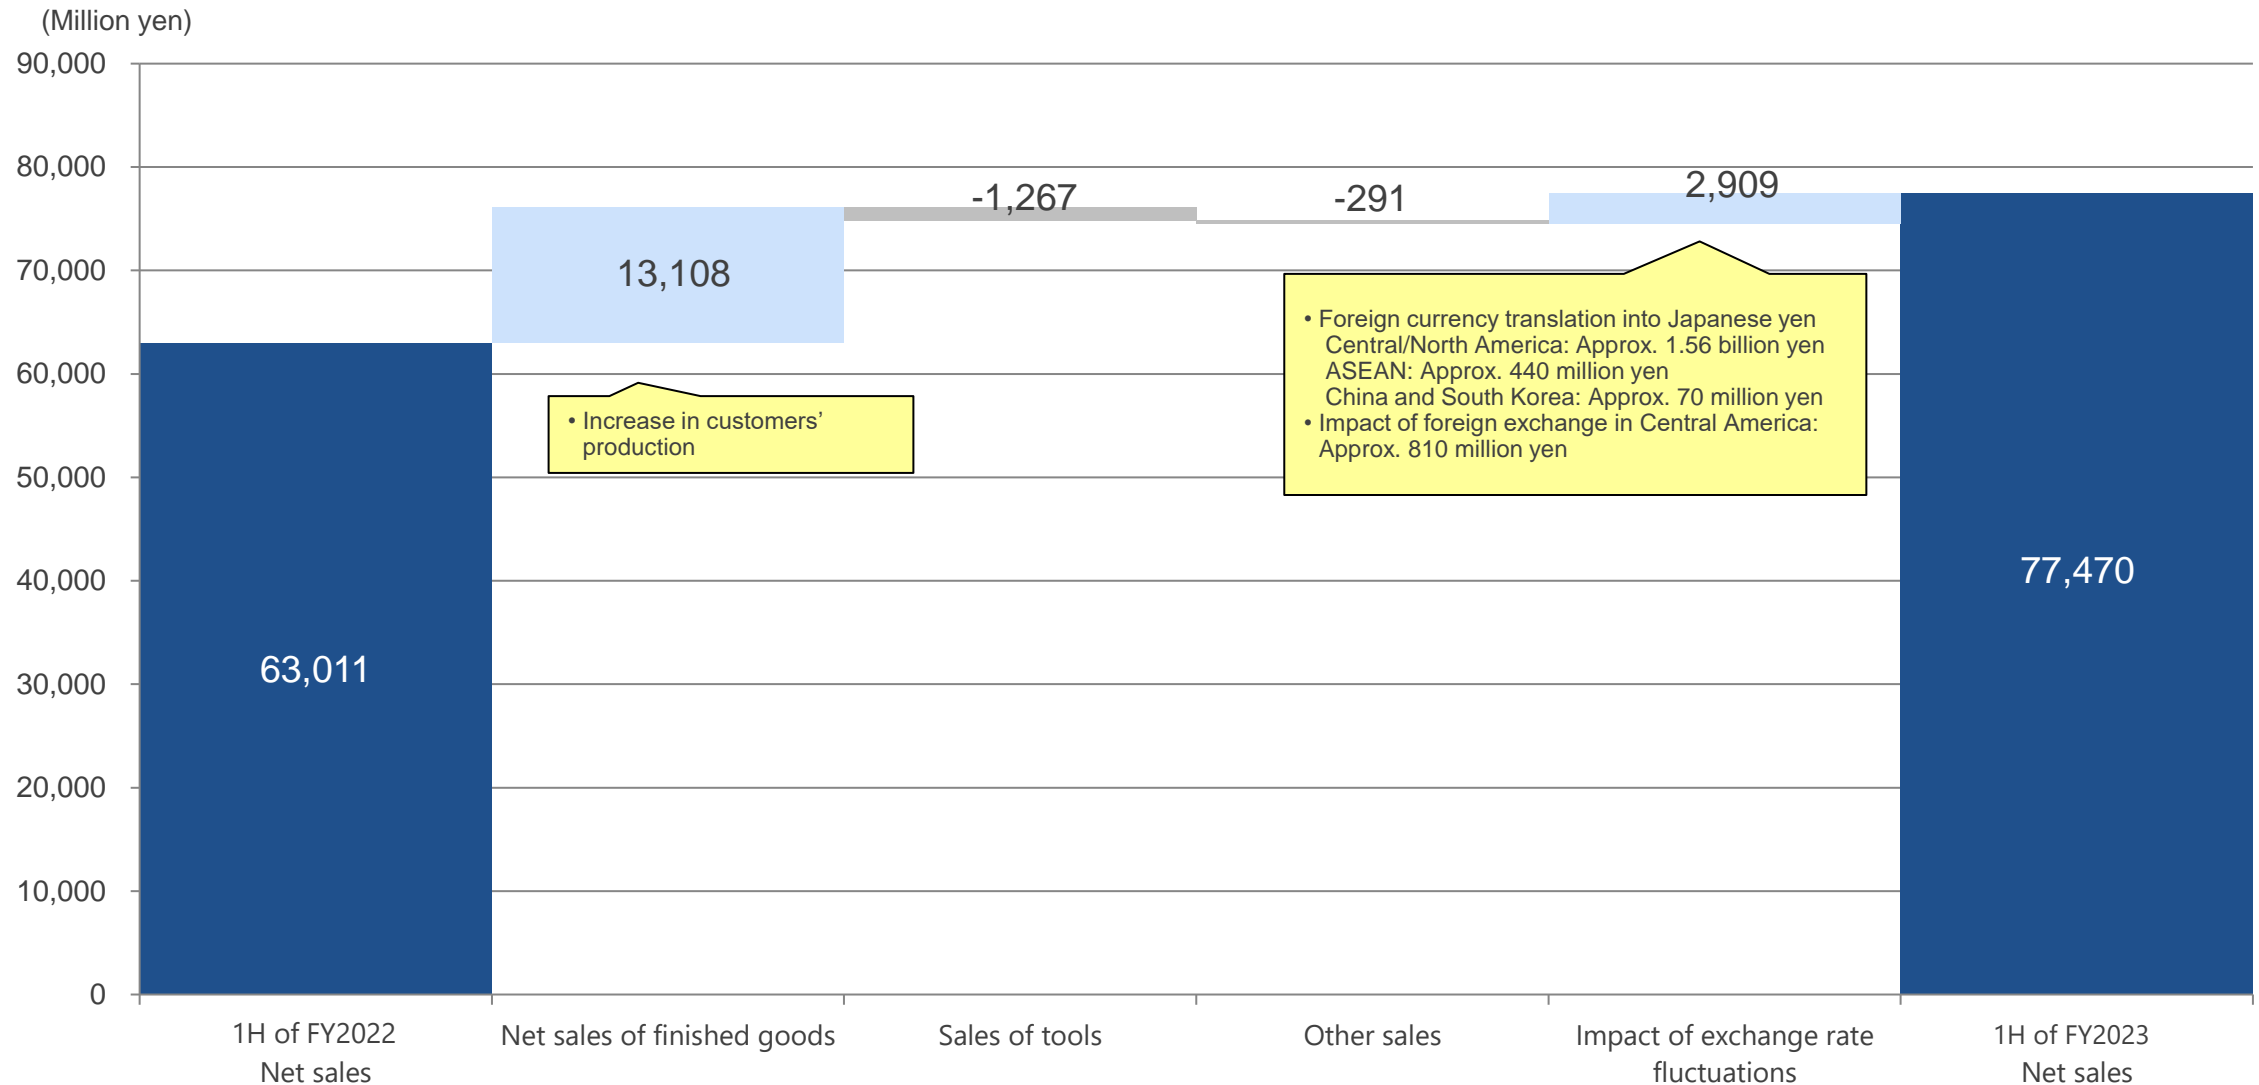 (Million yen)
90,000
80,000
70,000
60,000
50,000
40,000
30,000
20,000
10,000
0
63,011
13,108
-1,267
-291
2,909
77,470
• Increase in customers’
production
• Foreign currency translation into Japanese yen
Central/North America: Approx. 1.56 billion yen
ASEAN: Approx. 440 million yen
China and South Korea: Approx. 70 million yen
• Impact of foreign exchange in Central America:
Approx. 810 million yen
1H of FY2022
Net sales
Net sales of finished goods
Sales of tools
Other sales
Impact of exchange rate
fluctuations
1H of FY2023
Net sales